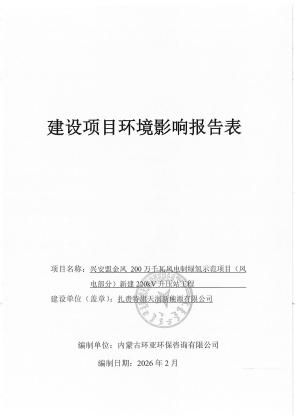 建设项目环境影响报告表
项目名称：兴安盟金风 200 万千瓦风电制绿氢示范项目（风
电部分）新建 220kV 升压站工程
建设单位（盖章）：扎赉特旗天润新能源有限公司
编制单位：内蒙古环亚环保咨询有限公司
编制日期：2026 年 2 月